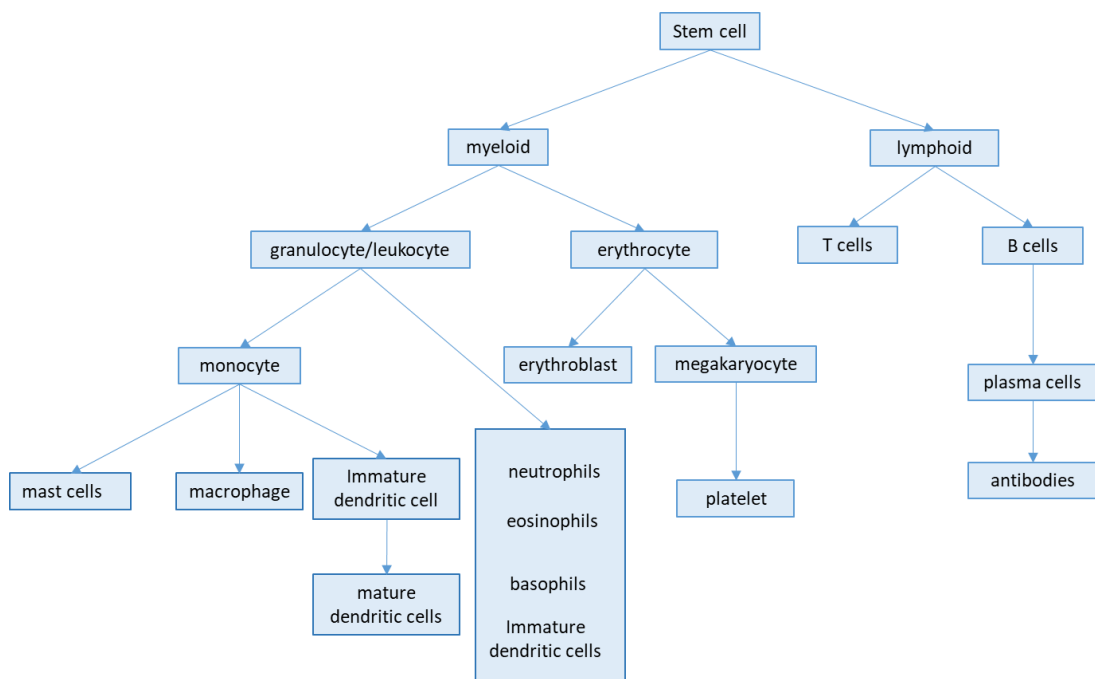 Stem cell
myeloid
lymphoid
granulocyte/leukocyte
erythrocyte
T cells
B cells
monocyte
erythroblast
megakaryocyte
plasma cells
mast cells
macrophage
Immature
dendritic cell
neutrophils
eosinophils
basophils
Immature
dendritic cells
platelet
antibodies
mature
dendritic cells